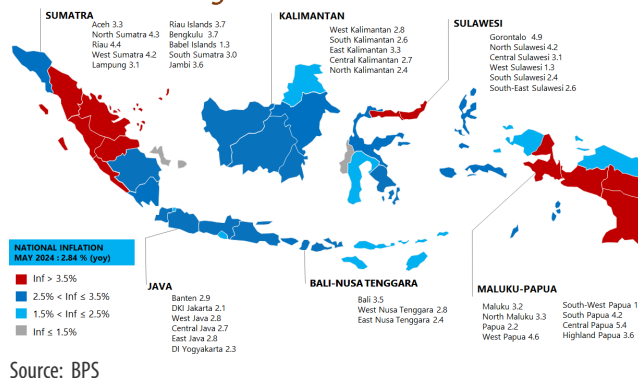 SUMATRA
Aceh 3.3
North Sumatra 4.3
Riau 4.4
West Sumatra 4.2
Lampung 3.1
Riau Islands 3.7
Bengkulu 3.7
Babel Islands 1.3
South Sumatra 3.0
Jambi 3.6
KALIMANTAN
West Kalimantan 2.8
South Kalimantan 2.6
East Kalimantan 3.3
Central Kalimantan 2.7
North Kalimantan 2.4
SULAWESI
Gorontalo 4.9
North Sulawesi 4.2
Central Sulawesi 3.1
West Sulawesi 1.3
South Sulawesi 2.4
South-East Sulawesi 2.6
NATIONAL INFLATION
MAY 2024 : 2.84 % (yoy)
Inf > 3.5%
2.5% < Inf ≤ 3.5%
1.5% < Inf ≤ 2.5%
Inf ≤ 1.5%
JAVA
Banten 2.9
DKI Jakarta 2.1
West Java 2.8
Central Java 2.7
East Java 2.8
DI Yogyakarta 2.3
BALI-NUSA TENGGARA
Bali 3.5
West Nusa Tenggara 2.8
East Nusa Tenggara 2.4
MALUKU-PAPUA
Maluku 3.2
North Maluku 3.3
Papua 2.2
West Papua 4.6
South-West Papua 1
South Papua 4.2
Central Papua 5.4
Highland Papua 3.6
Source: BPS